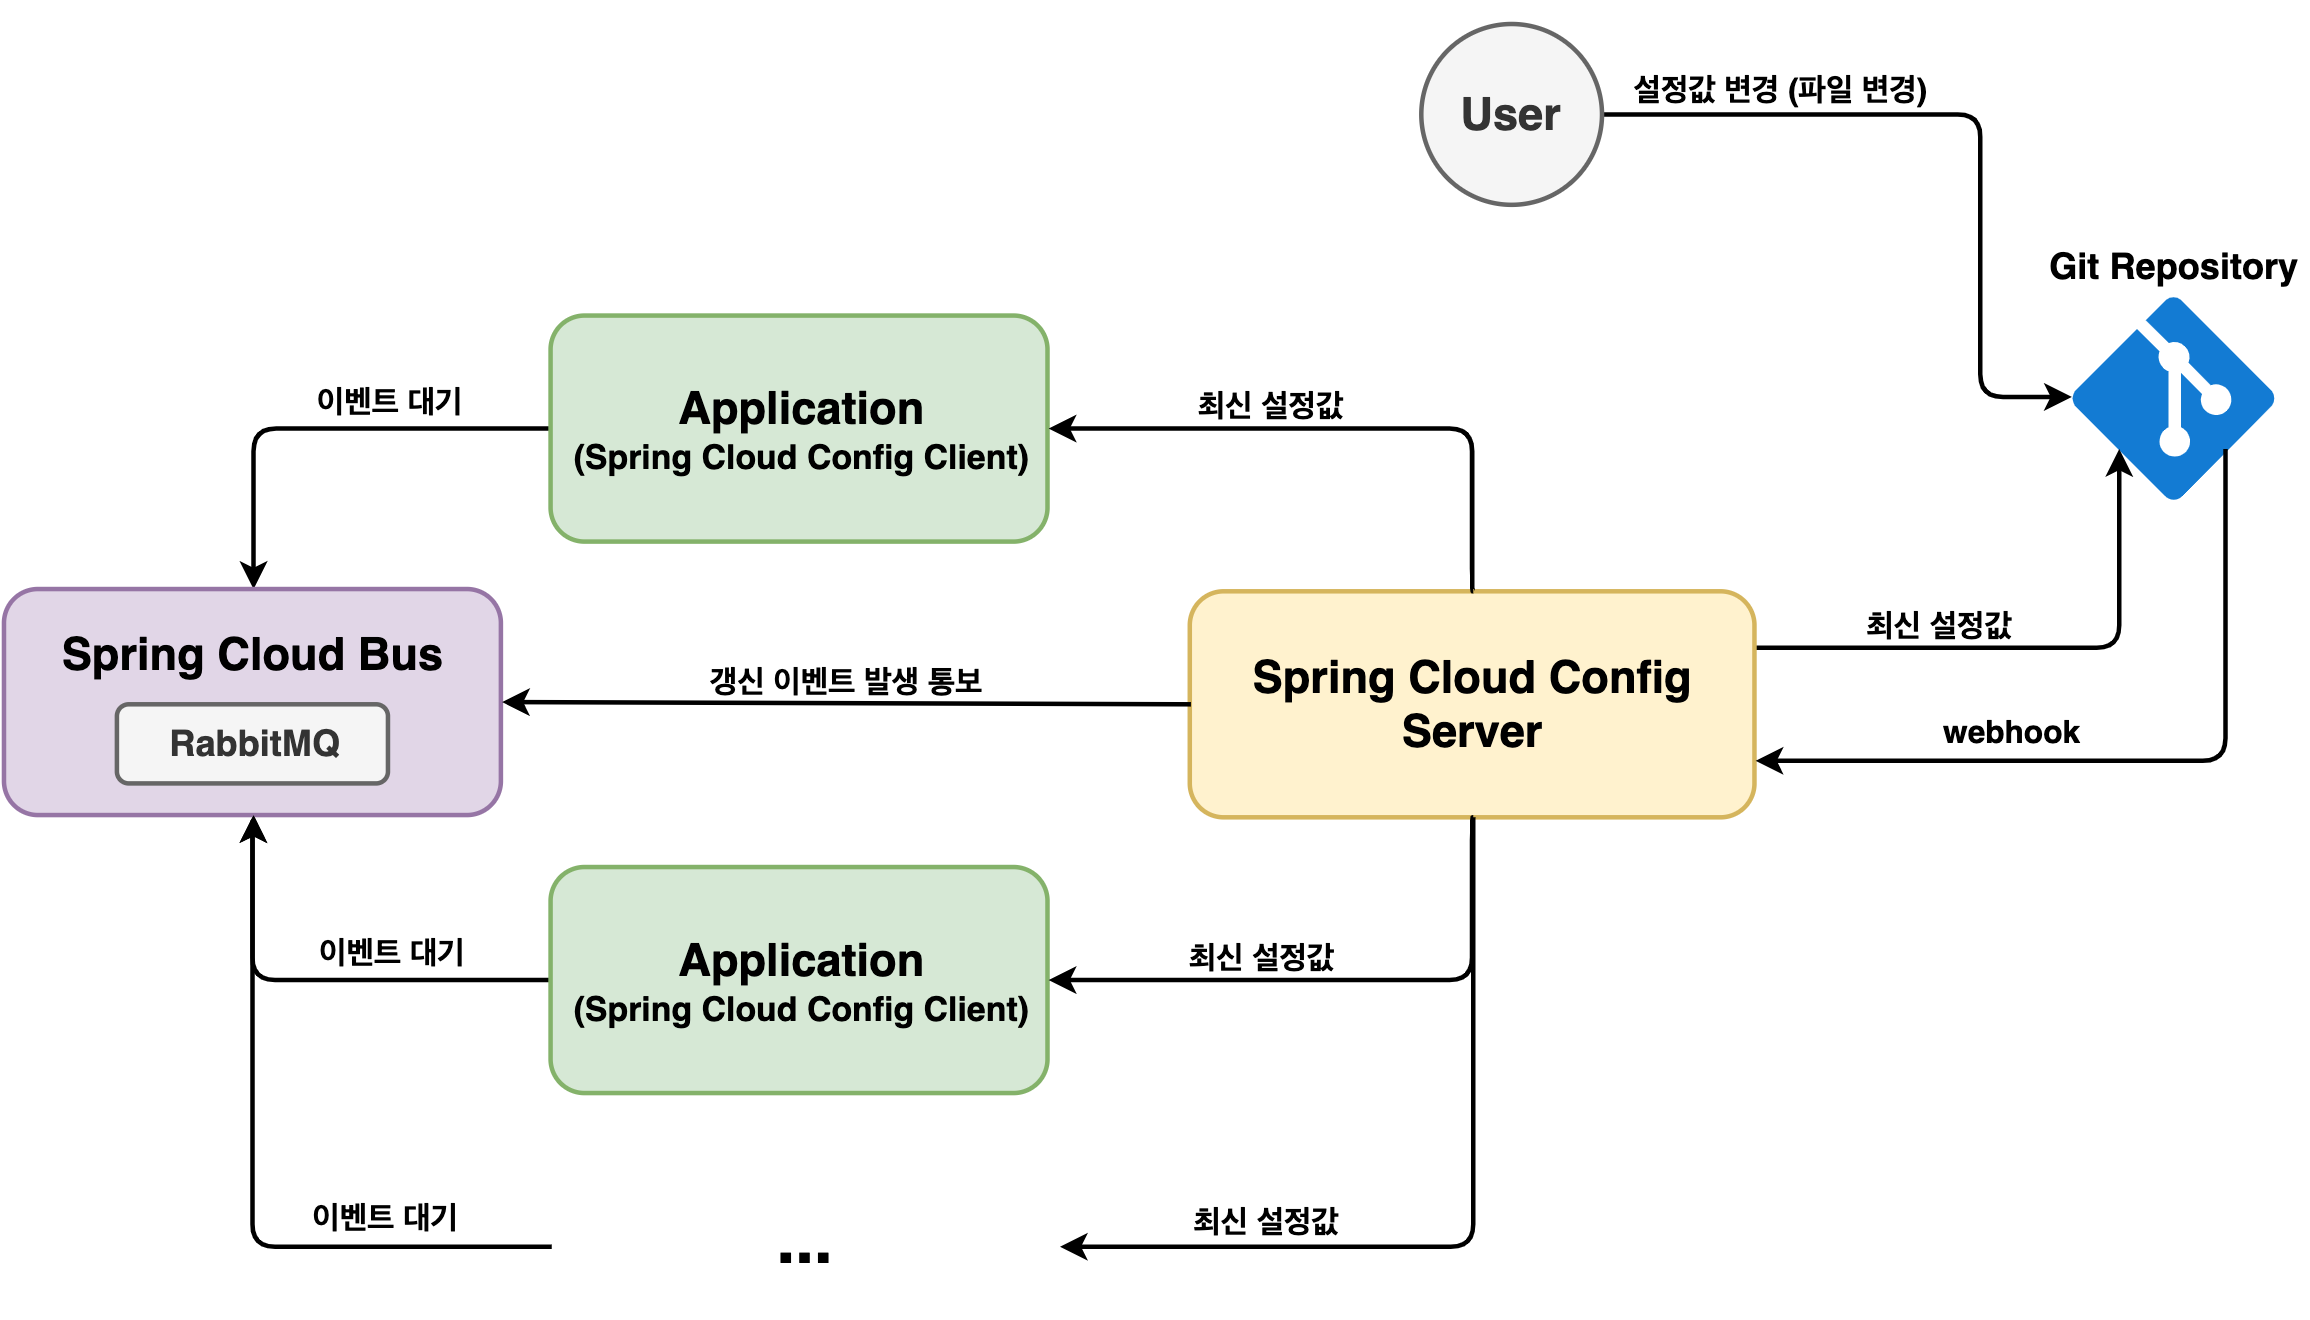 User
설정값 변경 (파일 변경)
Git Repository
이벤트 대기
Application
(Spring Cloud Config Client)
최신 설정값
Spring Cloud Bus
RabbitMQ
갱신 이벤트 발생 통보
Spring Cloud Config
Server
최신 설정값
webhook
이벤트 대기
Application
(Spring Cloud Config Client)
최신 설정값
이벤트 대기
...
최신 설정값